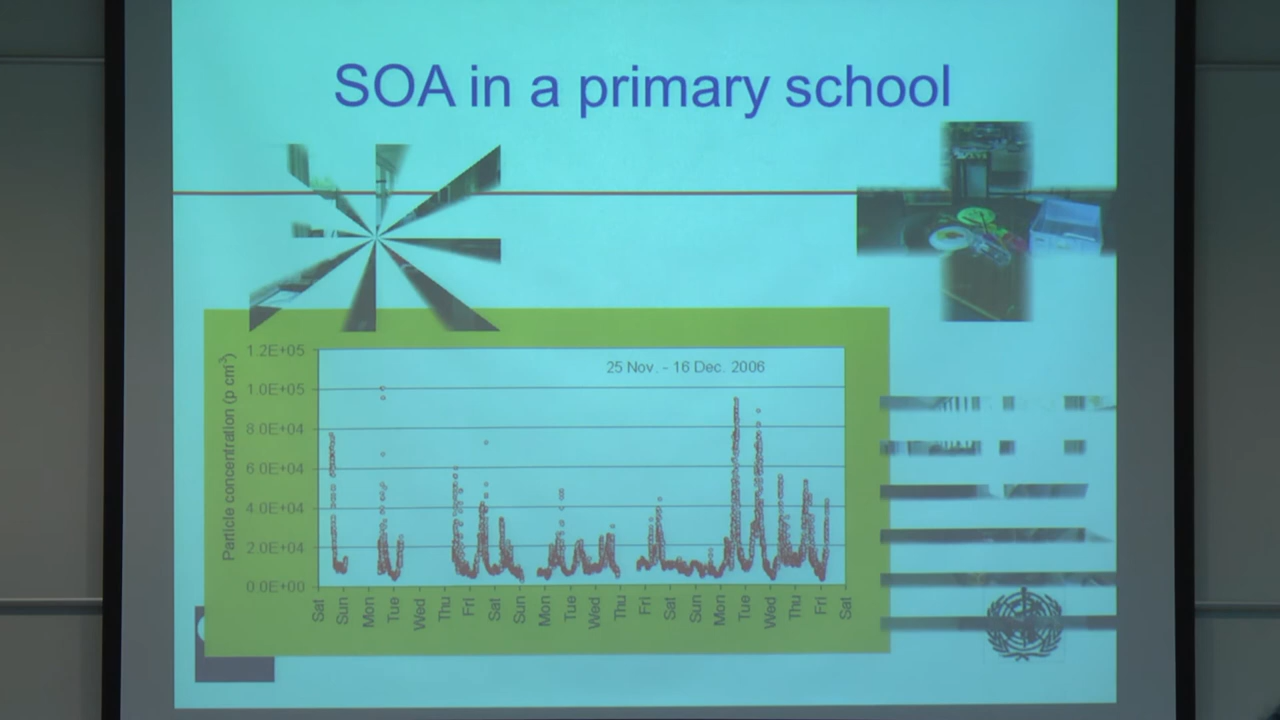 SOA in a primary school
25 Nov. - 16 Dec. 2006
Particle concentration (p cm³)
1.2E+05
1.0E+05
8.0E+04
6.0E+04
4.0E+04
2.0E+04
0.0E+00
Sat Sun Mon Tue Wed Thu Fri Sat Sun Mon Tue Wed Thu Fri Sat Sun Mon Tue Wed Thu Fri Sat